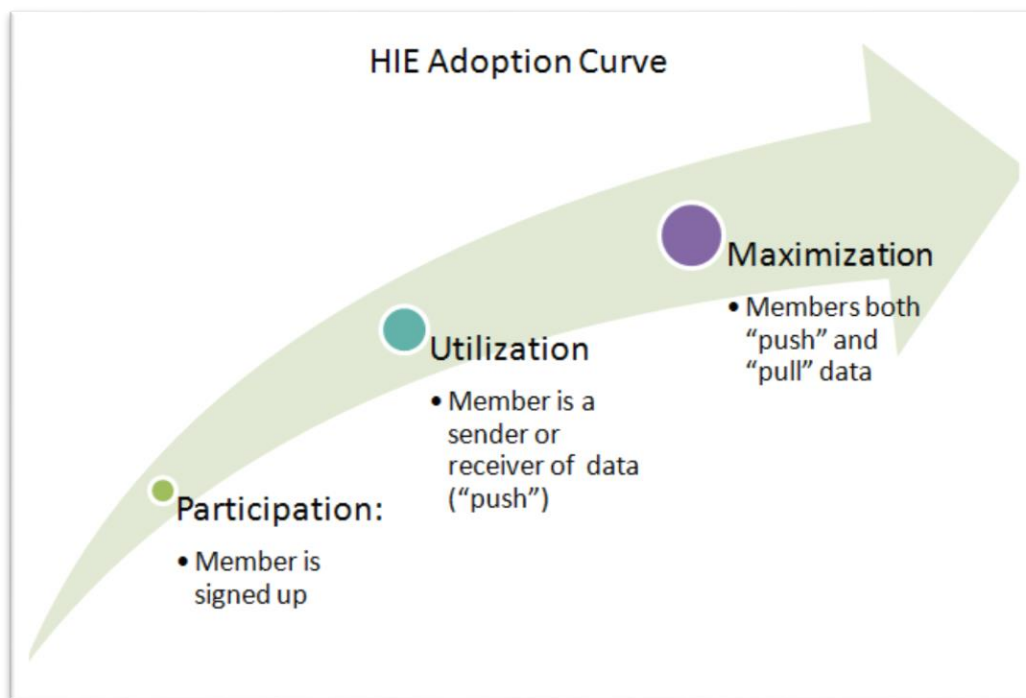 HIE Adoption Curve
Participation:
• Member is
signed up
Utilization
• Member is a
sender or
receiver of data
(“push”)
Maximization
• Members both
“push” and
“pull” data